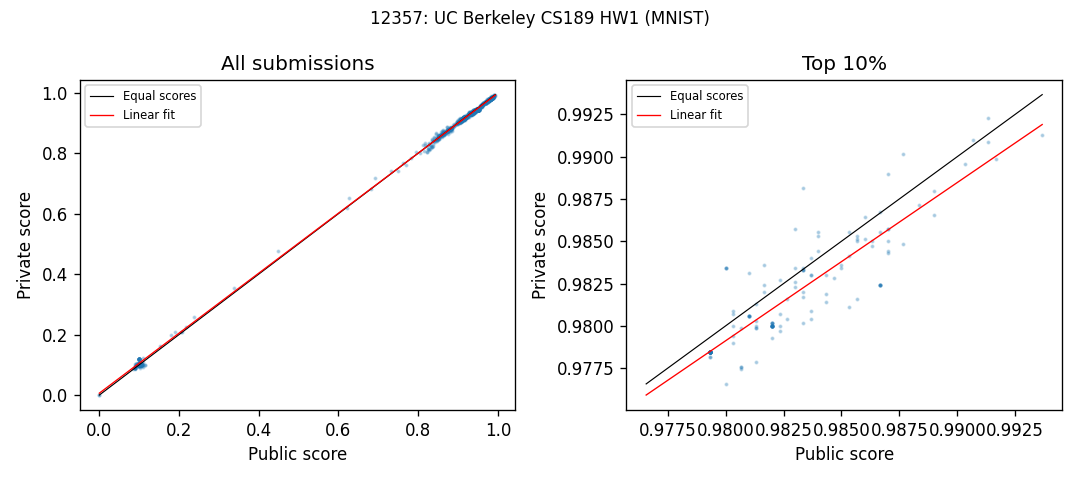 12357: UC Berkeley CS189 HW1 (MNIST)
All submissions
Equal scores
Linear fit
1.0
0.8
0.6
0.4
0.2
0.0
Private score
0.0 0.2 0.4 0.6 0.8 1.0
Public score
Top 10%
Equal scores
Linear fit
0.9925
0.9900
0.9875
0.9850
0.9825
0.9800
0.9775
Private score
0.9775 0.9800 0.9825 0.9850 0.9875 0.9900 0.9925
Public score